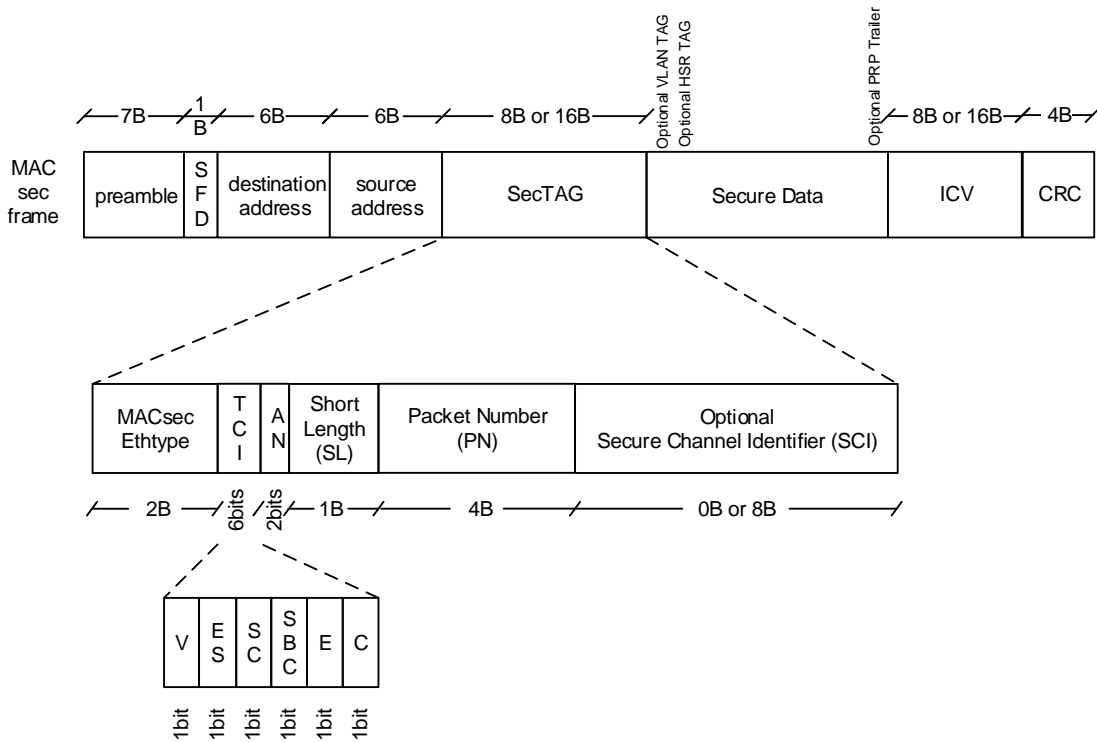 Optional VLAN TAG
Optional HSR TAG
Optional PRP Trailer
7B
1
B
6B
6B
8B or 16B
8B or 16B
4B
MAC
sec
frame
preamble
S
F
D
destination
address
source
address
SecTAG
Secure Data
ICV
CRC
MACsec
Ethtype
T
C
I
A
N
Short
Length
(SL)
Packet Number
(PN)
Optional
Secure Channel Identifier (SCI)
2B
6bits
2bits
1B
4B
0B or 8B
V
E
S
S
C
S
B
C
E
C
1bit
1bit
1bit
1bit
1bit
1bit